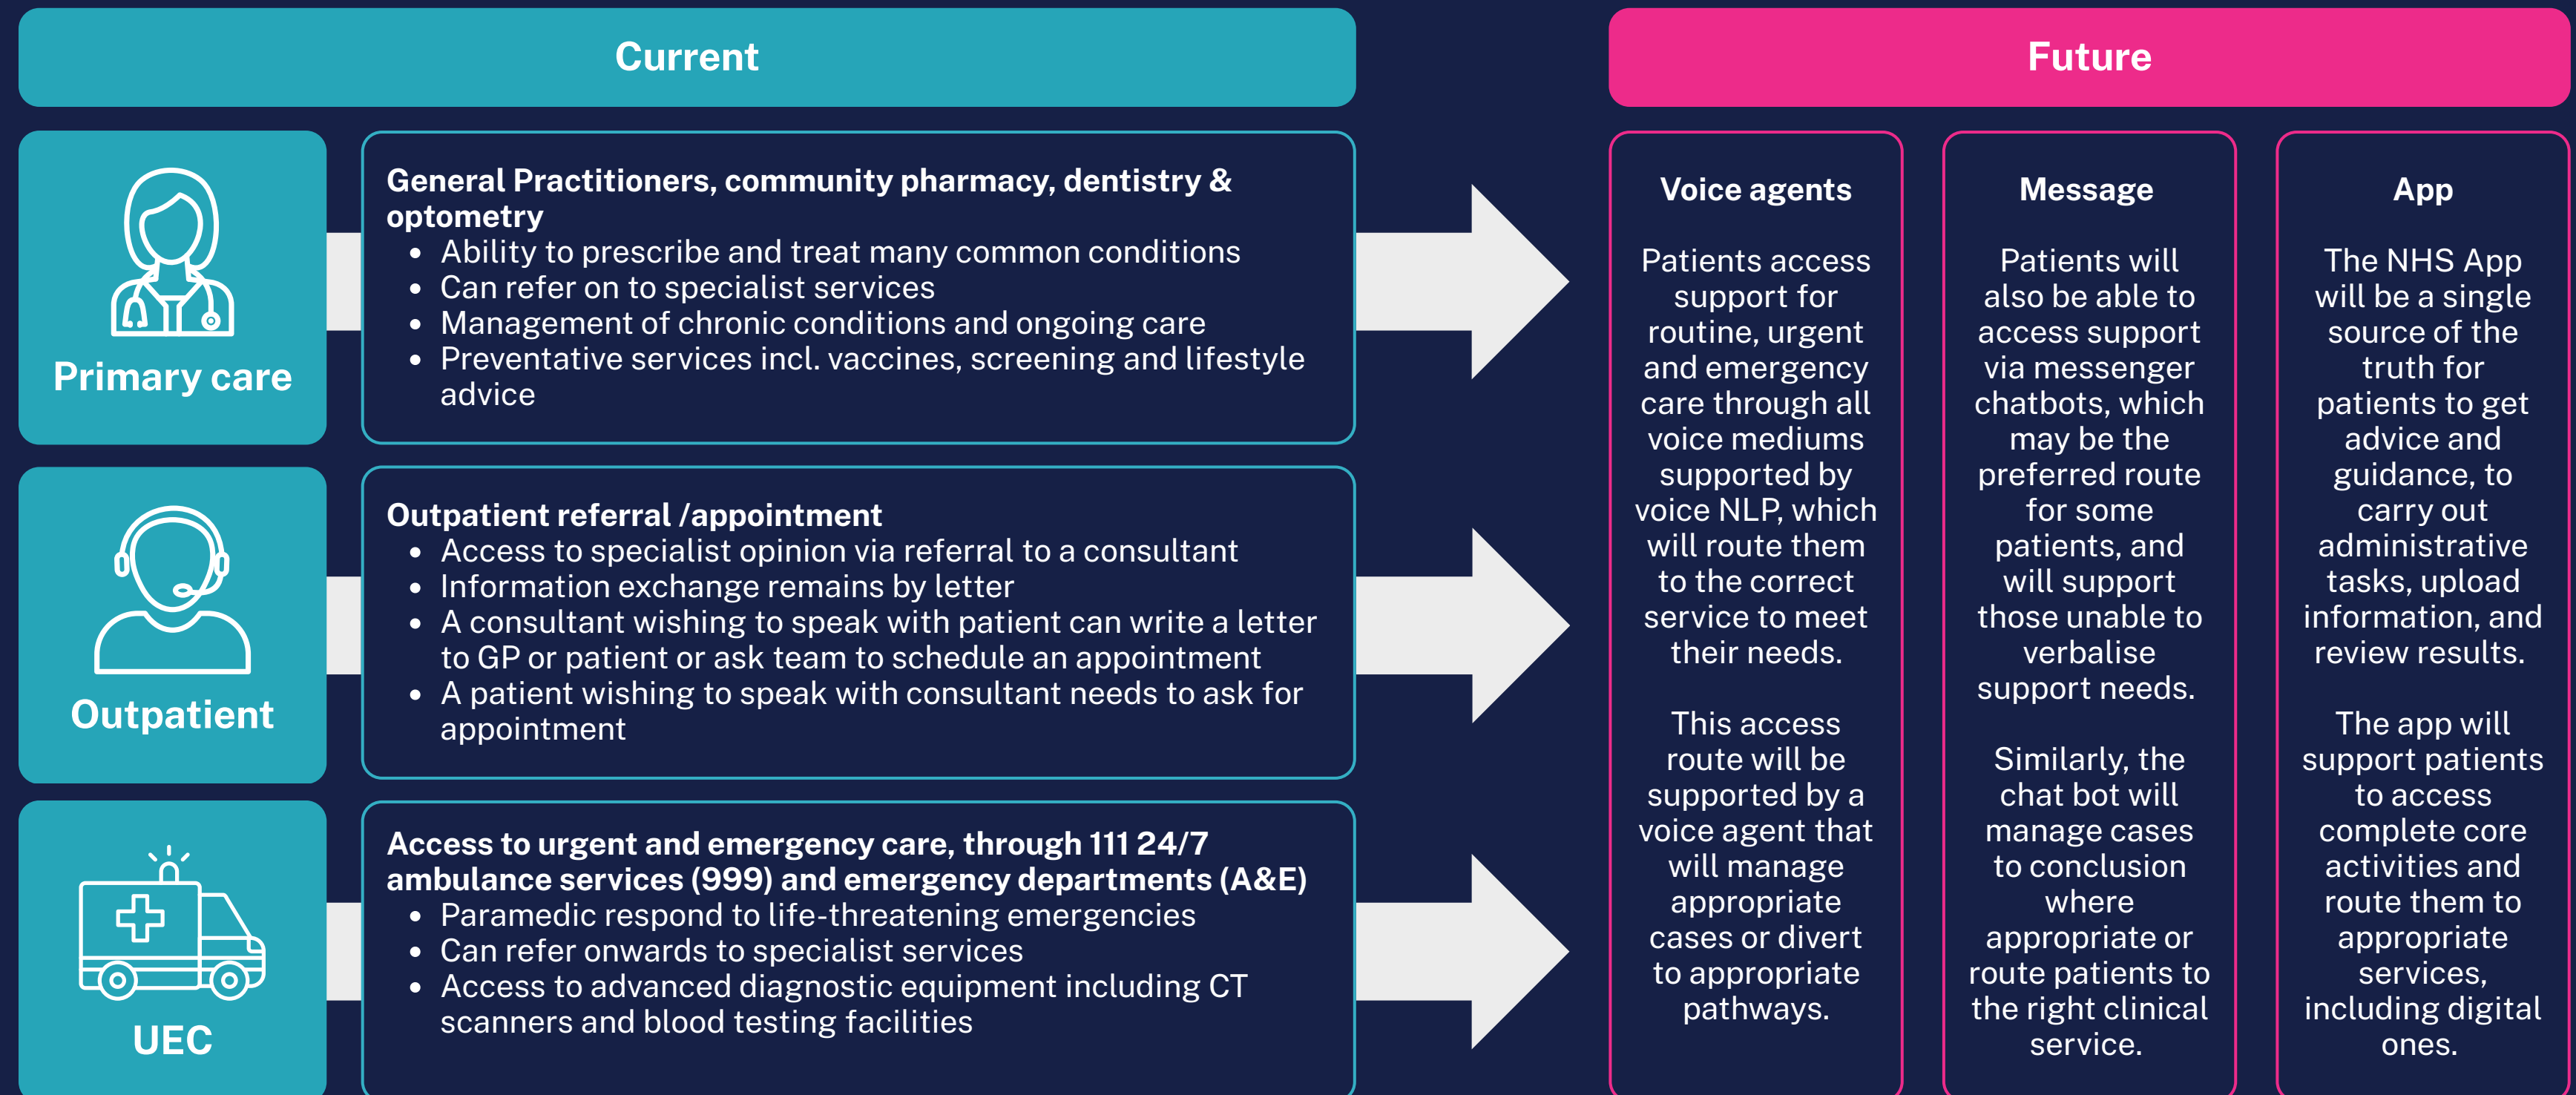 Current
Primary care
General Practitioners, community pharmacy, dentistry &
optometry
• Ability to prescribe and treat many common conditions
• Can refer on to specialist services
• Management of chronic conditions and ongoing care
• Preventative services incl. vaccines, screening and lifestyle
advice
Outpatient
Outpatient referral /appointment
• Access to specialist opinion via referral to a consultant
• Information exchange remains by letter
• A consultant wishing to speak with patient can write a letter
to GP or patient or ask team to schedule an appointment
• A patient wishing to speak with consultant needs to ask for
appointment
UEC
Access to urgent and emergency care, through 111 24/7
ambulance services (999) and emergency departments (A&E)
• Paramedic respond to life-threatening emergencies
• Can refer onwards to specialist services
• Access to advanced diagnostic equipment including CT
scanners and blood testing facilities
Future
Voice agents
Patients access
support for
routine, urgent
and emergency
care through all
voice mediums
supported by
voice NLP, which
will route them
to the correct
service to meet
their needs.
This access
route will be
supported by a
voice agent that
will manage
appropriate
cases or divert
to appropriate
pathways.
Message
Patients will
also be able to
access support
via messenger
chatbots, which
may be the
preferred route
for some
patients, and
will support
those unable to
verbalise
support needs.
Similarly, the
chat bot will
manage cases
to conclusion
where
appropriate or
route patients to
the right clinical
service.
App
The NHS App
will be a single
source of the
truth for
patients to get
advice and
guidance, to
carry out
administrative
tasks, upload
information, and
review results.
The app will
support patients
to access
complete core
activities and
route them to
appropriate
services,
including digital
ones.